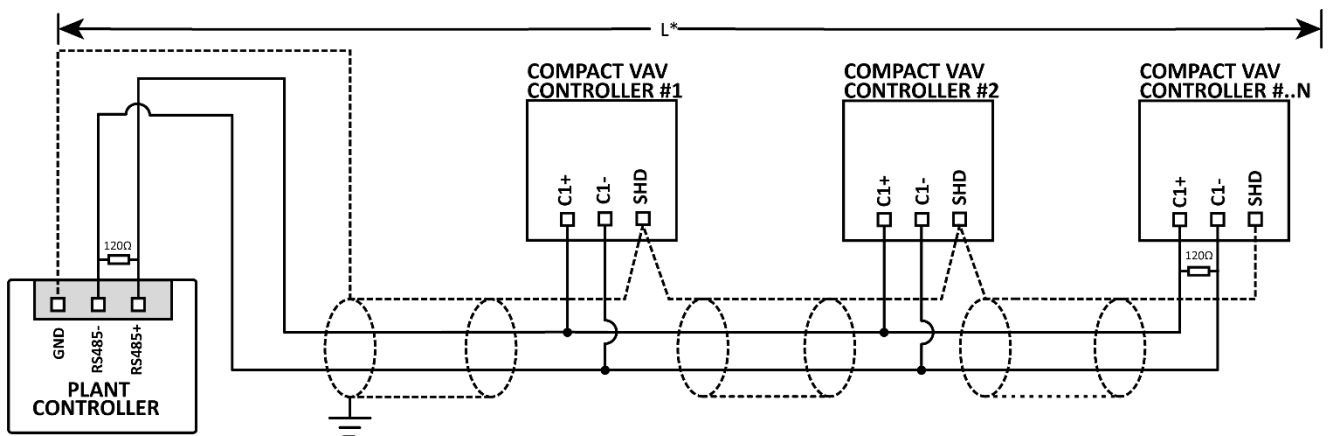 L*
COMPACT VAV
CONTROLLER #1
COMPACT VAV
CONTROLLER #2
COMPACT VAV
CONTROLLER #..N
C1+
C1-
SHD
C1+
C1-
SHD
C1+
C1-
SHD
120Ω
120Ω
GND
RS485-
RS485+
PLANT
CONTROLLER